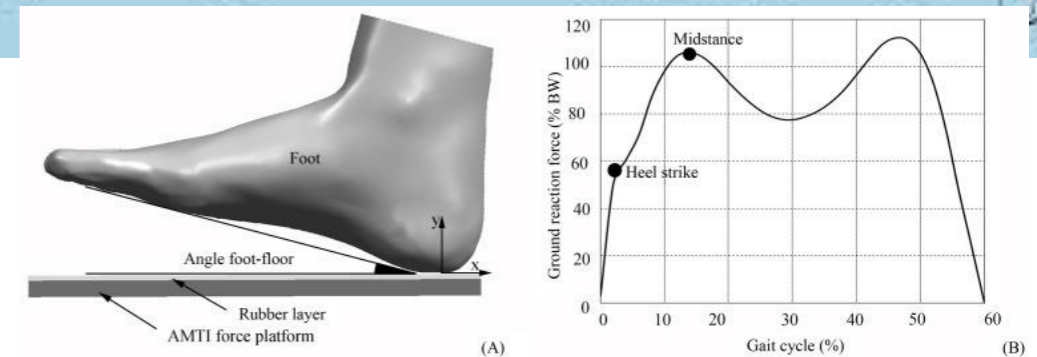 Foot
y
x
Angle foot-floor
Rubber layer
AMTI force platform
(A)
Ground reaction force (% BW)
120
100
80
60
40
20
0
Midstance
Heel strike
0 10 20 30 40 50 60
Gait cycle (%)
(B)